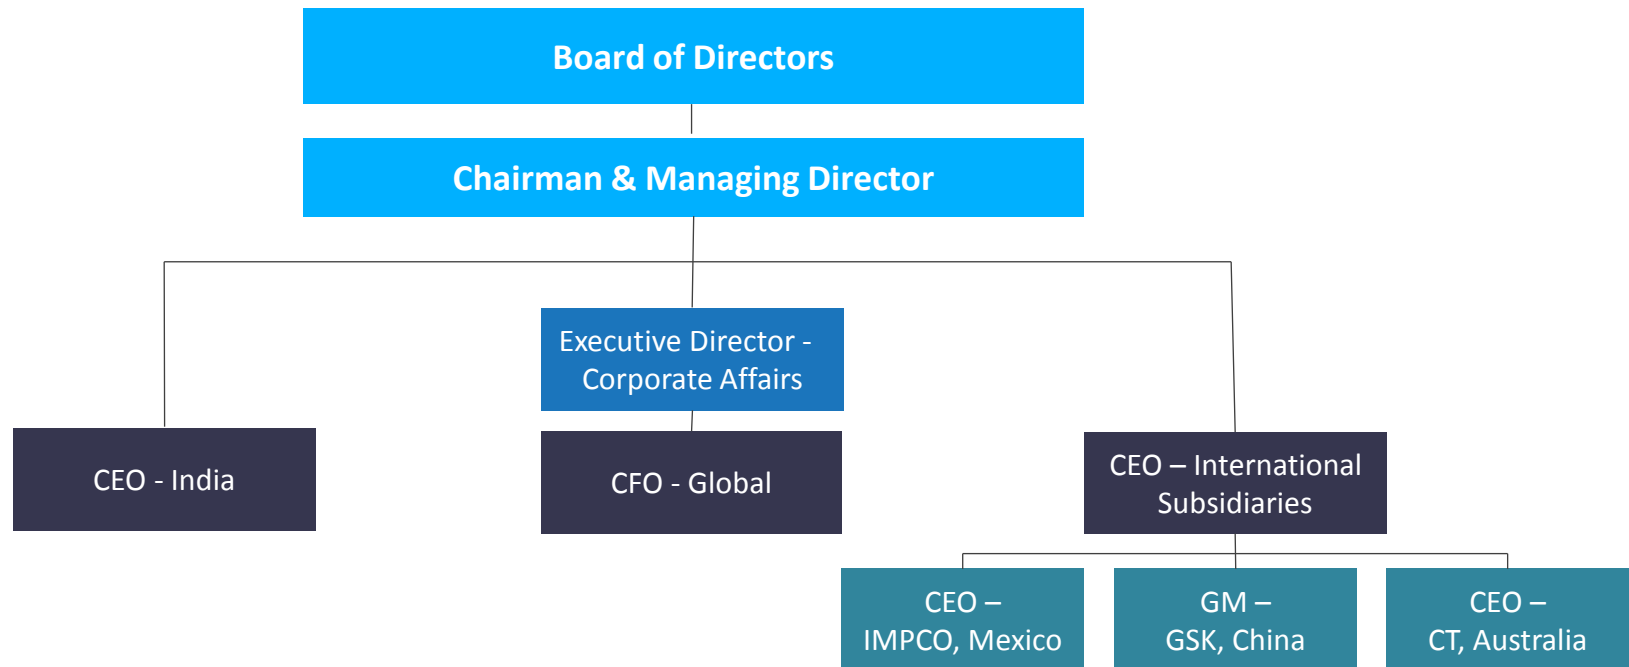 Board of Directors
Chairman & Managing Director
Executive Director -
Corporate Affairs
CEO - India
CFO - Global
CEO – International
Subsidiaries
CEO –
IMPCO, Mexico
GM –
GSK, China
CEO –
CT, Australia